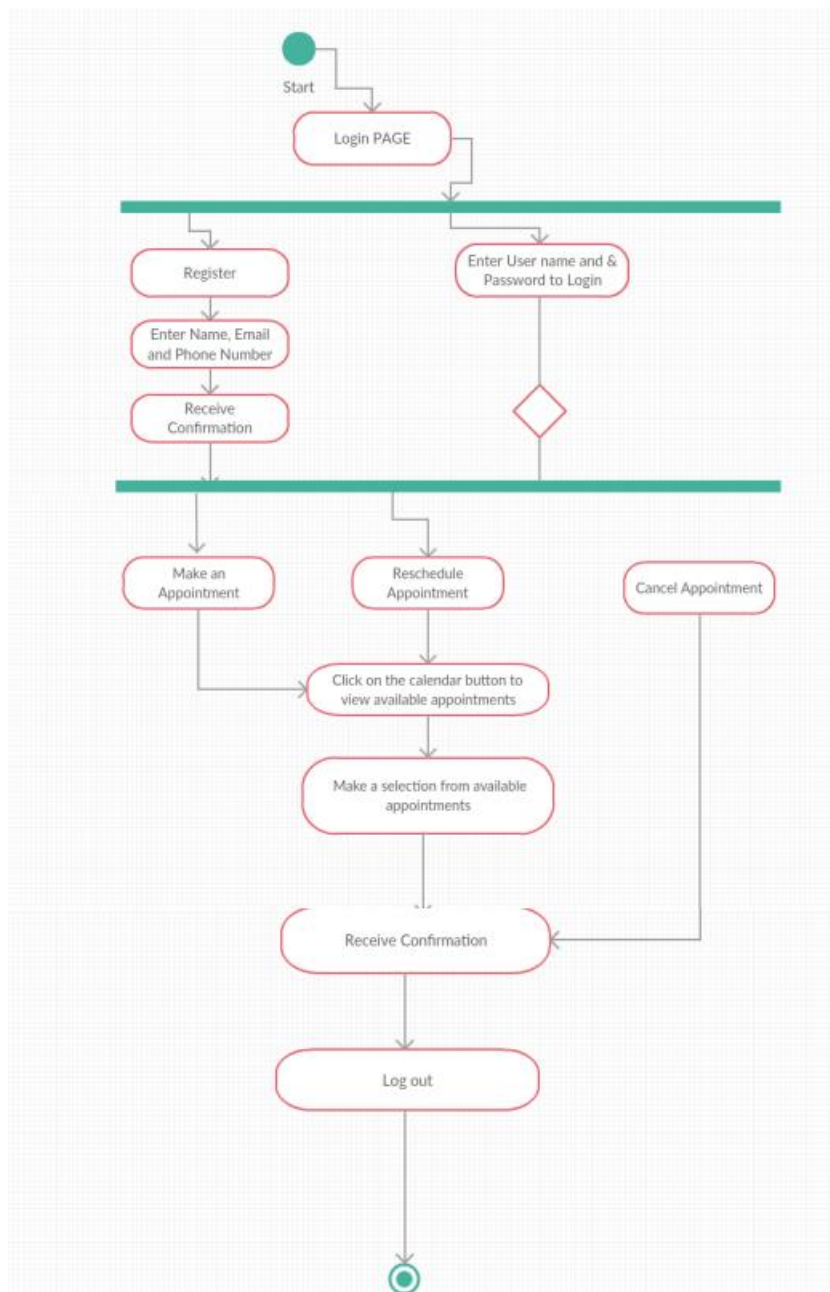 Start
Login PAGE
Register
Enter User name and &
Password to Login
Enter Name, Email
and Phone Number
Receive
Confirmation
Make an
Appointment
Reschedule
Appointment
Cancel Appointment
Click on the calendar button to
view available appointments
Make a selection from available
appointments
Receive Confirmation
Log out